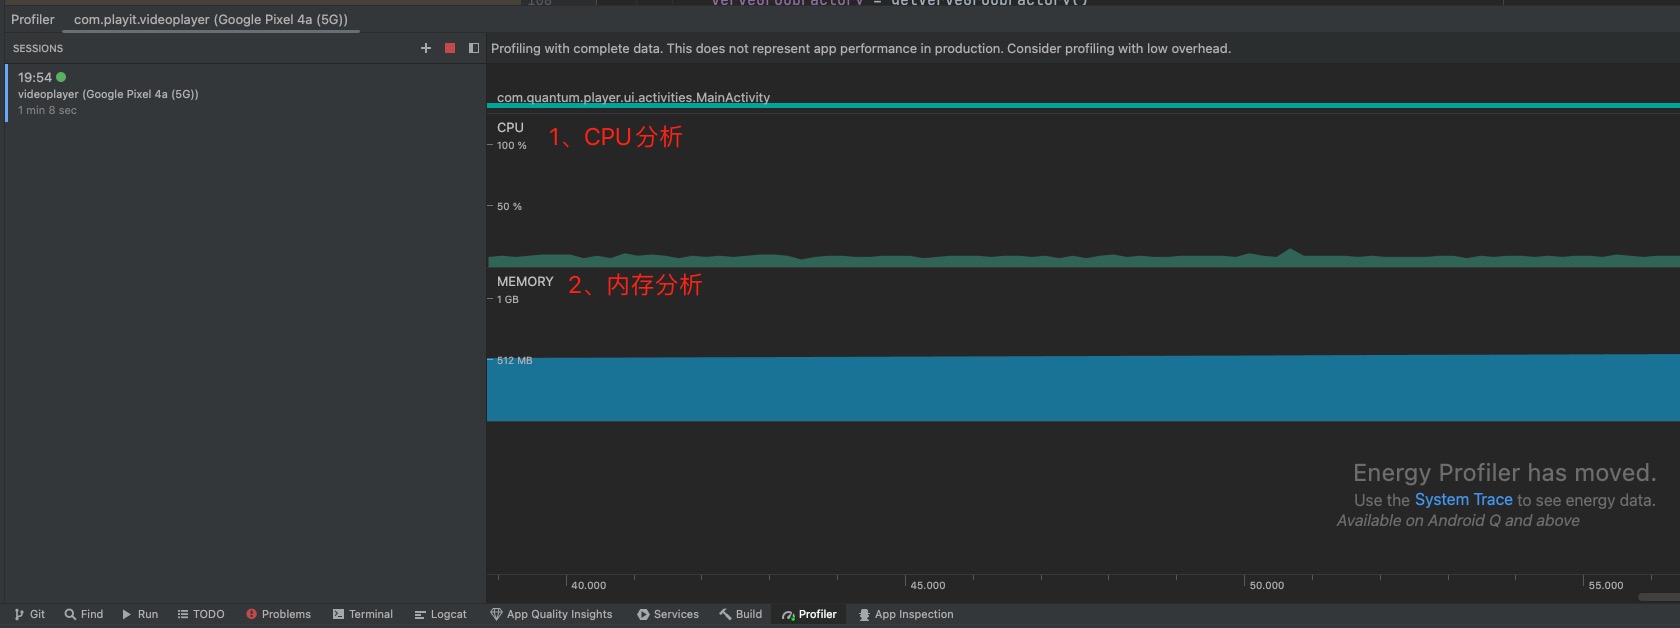 108 verveGroupFactory = getVerveGroupFactory()
Profiler com.playit.videoplayer (Google Pixel 4a (5G))
SESSIONS
Profiling with complete data. This does not represent app performance in production. Consider profiling with low overhead.
19:54
videoplayer (Google Pixel 4a (5G))
1 min 8 sec
com.quantum.player.ui.activities.MainActivity
CPU
1、CPU分析
100 %
50 %
MEMORY
2、内存分析
1 GB
512 MB
Energy Profiler has moved.
Use the System Trace to see energy data.
Available on Android Q and above
40.000 45.000 50.000 55.000
Git Find Run TODO Problems Terminal Logcat App Quality Insights Services Build Profiler App Inspection